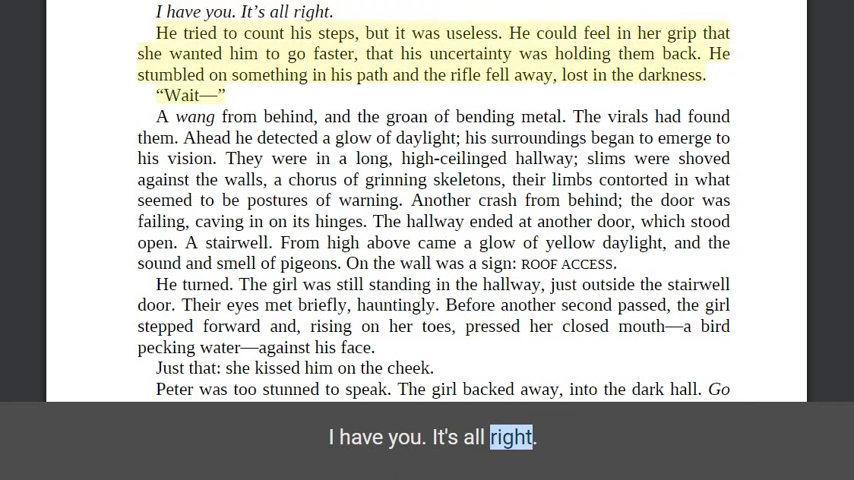 I have you. It’s all right.
He tried to count his steps, but it was useless. He could feel in her grip that
she wanted him to go faster, that his uncertainty was holding them back. He
stumbled on something in his path and the rifle fell away, lost in the darkness.
“Wait—”
A wang from behind, and the groan of bending metal. The virals had found
them. Ahead he detected a glow of daylight; his surroundings began to emerge to
his vision. They were in a long, high-ceilinged hallway; slims were shoved
against the walls, a chorus of grinning skeletons, their limbs contorted in what
seemed to be postures of warning. Another crash from behind; the door was
failing, caving in on its hinges. The hallway ended at another door, which stood
open. A stairwell. From high above came a glow of yellow daylight, and the
sound and smell of pigeons. On the wall was a sign: ROOF ACCESS.
He turned. The girl was still standing in the hallway, just outside the stairwell
door. Their eyes met briefly, hauntingly. Before another second passed, the girl
stepped forward and, rising on her toes, pressed her closed mouth—a bird
pecking water—against his face.
Just that: she kissed him on the cheek.
Peter was too stunned to speak. The girl backed away, into the dark hall. Go
I have you. It's all right.